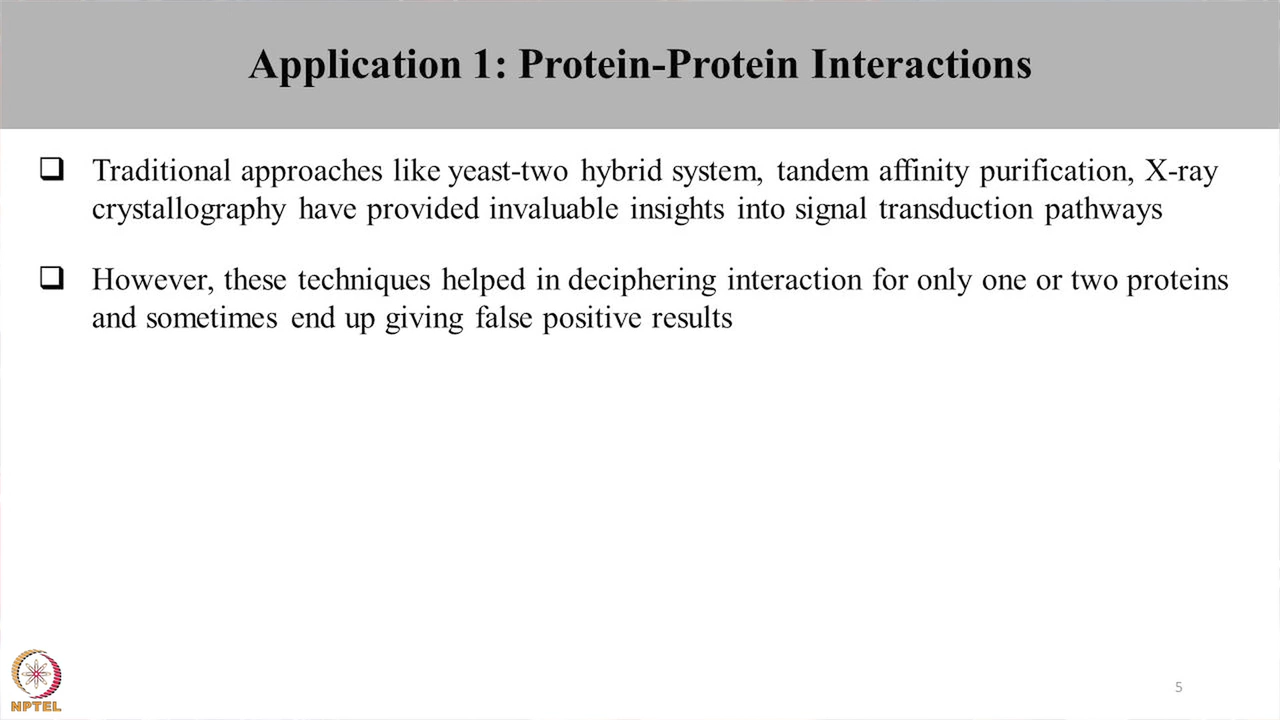 Application 1: Protein-Protein Interactions
Traditional approaches like yeast-two hybrid system, tandem affinity purification, X-ray
crystallography have provided invaluable insights into signal transduction pathways
However, these techniques helped in deciphering interaction for only one or two proteins
and sometimes end up giving false positive results
NPTEL
5